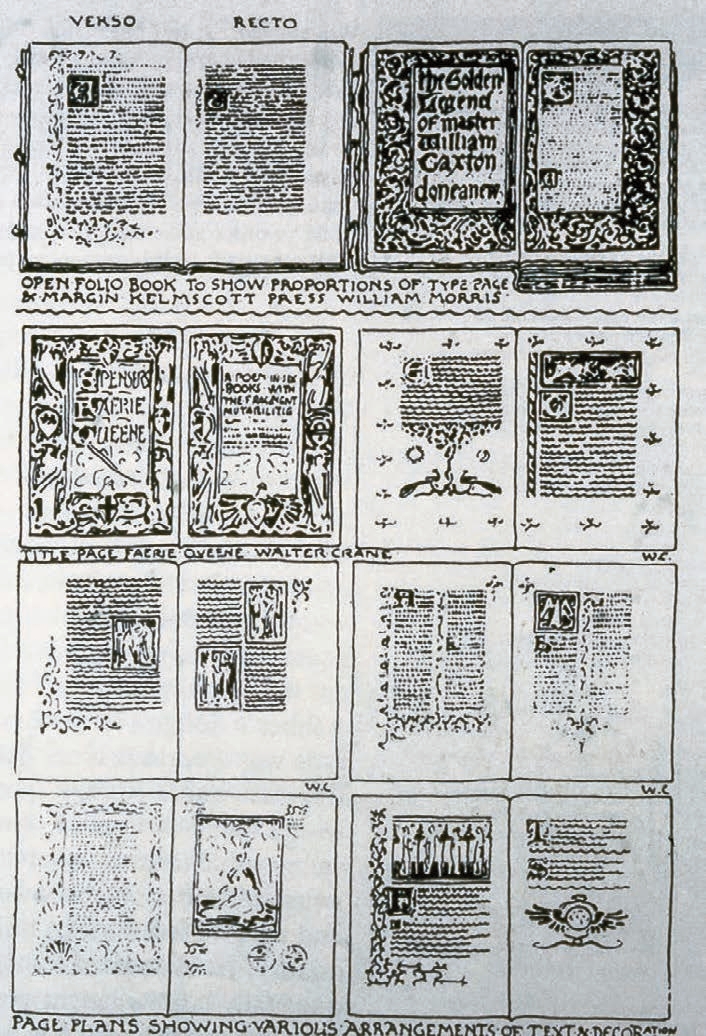 VERSO RECTO
the Golden
Legend
of master
William
Caxton
done anew.
OPEN FOLIO BOOK TO SHOW PROPORTIONS OF TYPE PAGE
& MARGIN · KELMSCOTT PRESS WILLIAM MORRIS ·
SPENSERS
FAERIE
QUEENE
A POEM IN SIX
BOOKS · WITH
THE FRAGMENT
MUTABILITIE
TITLE PAGE FAERIE QUEENE WALTER CRANE
W.C.
W.C
W.C
PAGE PLANS SHOWING VARIOUS ARRANGEMENTS OF TEXT & DECORATION